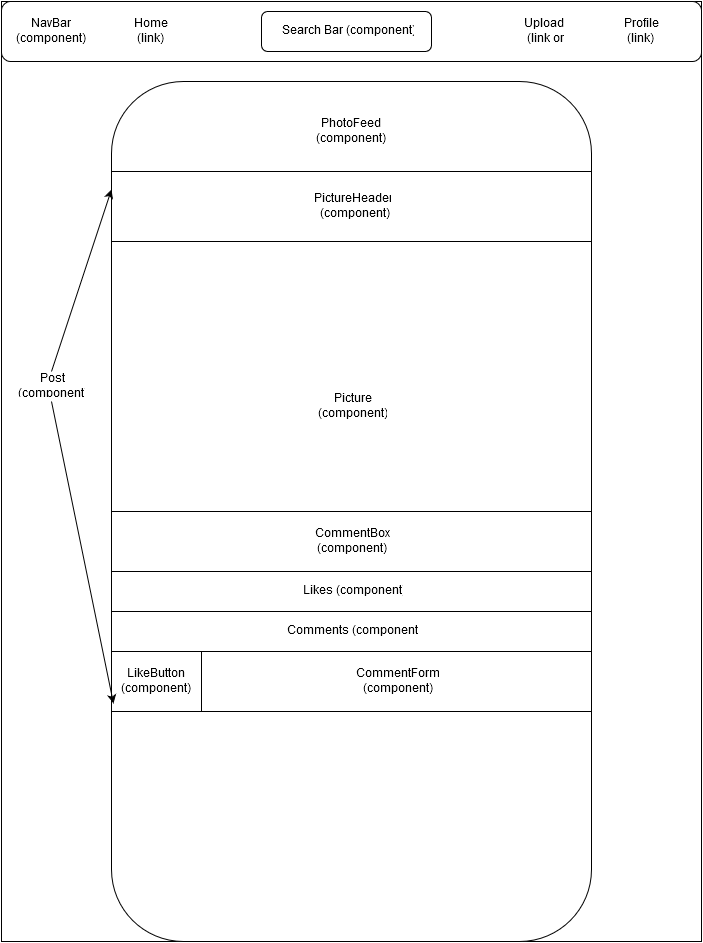 NavBar
(component)
Home
(link)
Search Bar (component)
Upload
(link or
Profile
(link)
PhotoFeed
(component)
PictureHeader
(component)
Post
(component
Picture
(component)
CommentBox
(component)
Likes (component
Comments (component
LikeButton
(component)
CommentForm
(component)